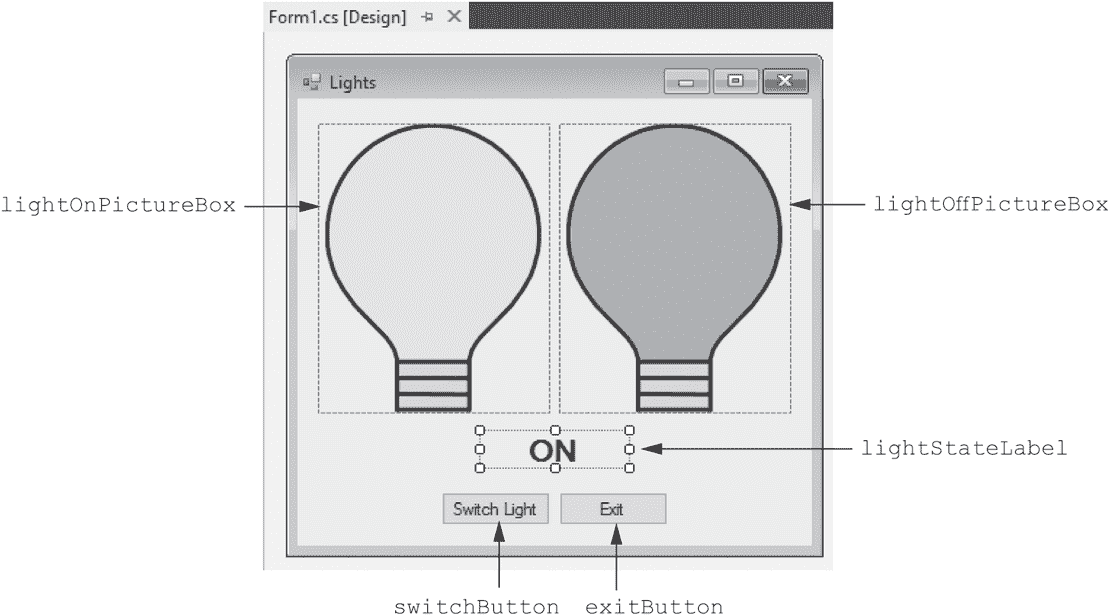 Form1.cs [Design]
Lights
lightOnPictureBox
lightOffPictureBox
ON
lightStateLabel
Switch Light
Exit
switchButton
exitButton